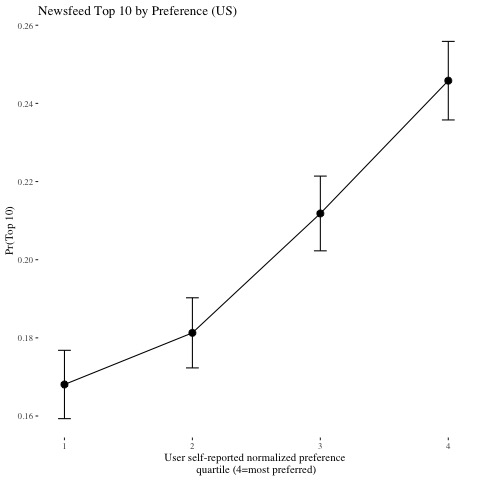 Newsfeed Top 10 by Preference (US)
0.26
0.24
0.22
0.20
0.18
0.16
Pr(Top 10)
1 2 3 4
User self-reported normalized preference
quartile (4=most preferred)